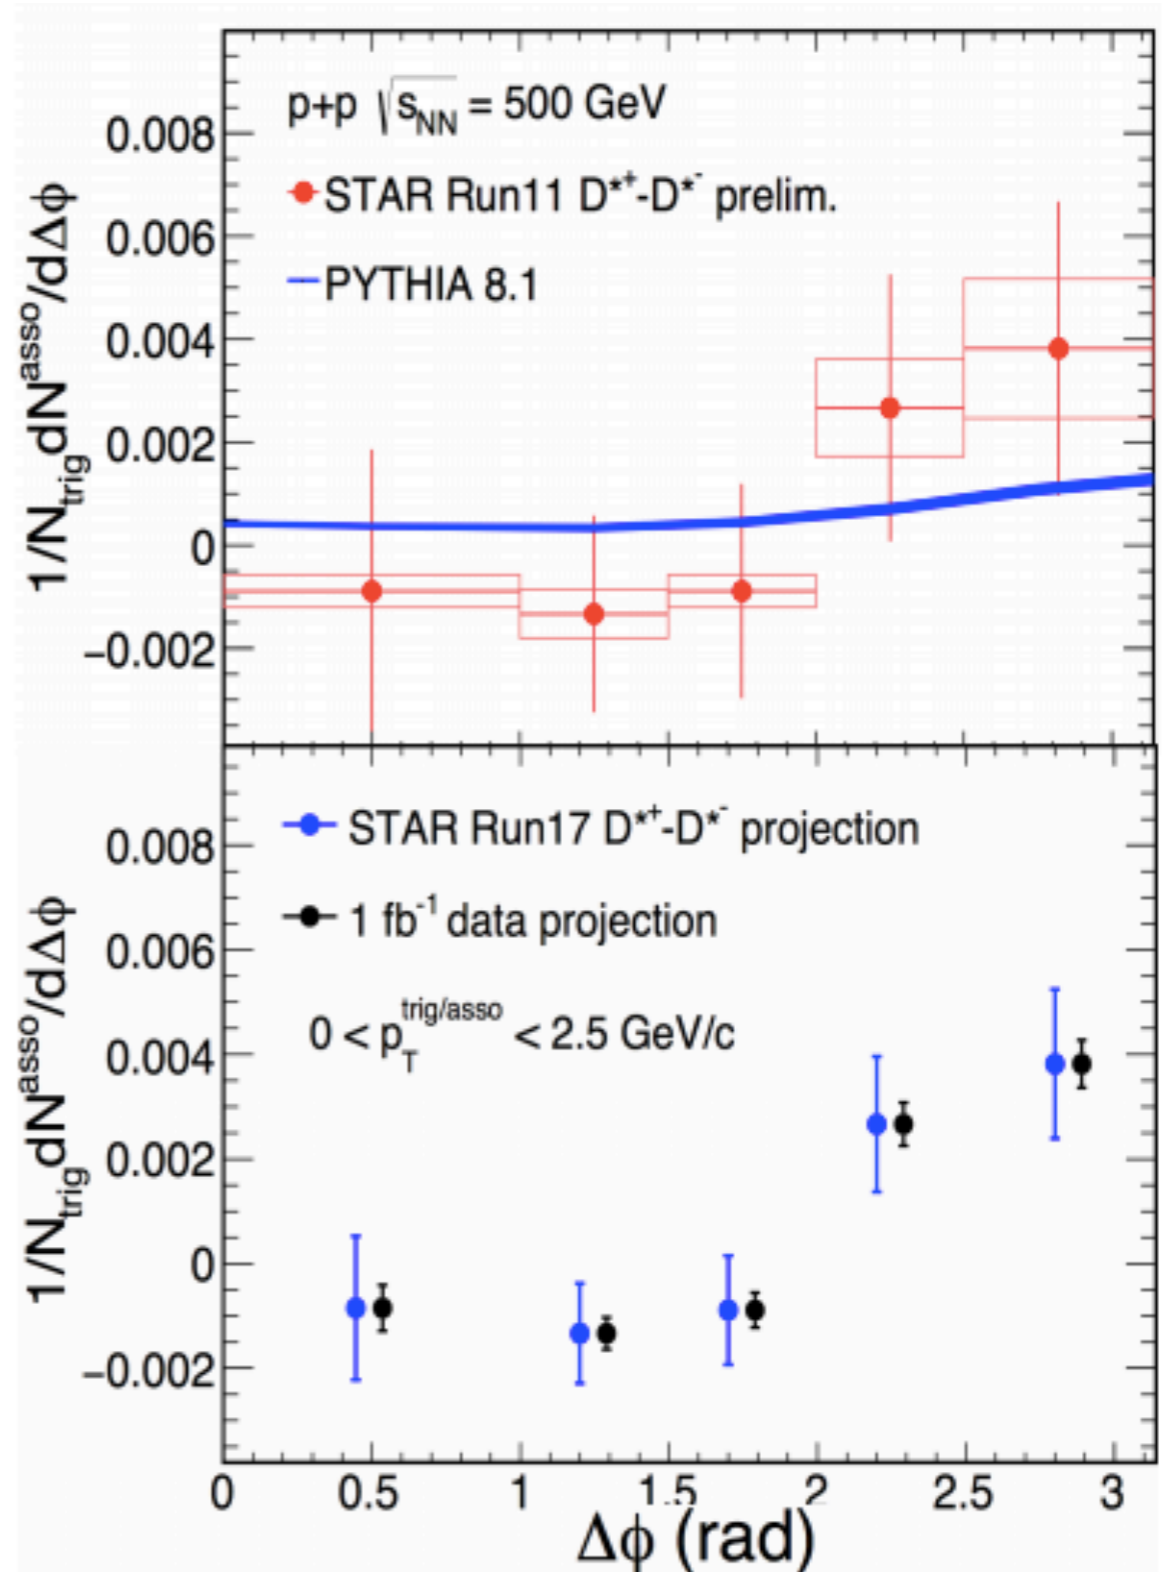 p+p √s_NN = 500 GeV
STAR Run11 D*⁺-D*⁻ prelim.
PYTHIA 8.1
1/N_trig dN^asso/dΔϕ
0.008
0.006
0.004
0.002
0
−0.002
STAR Run17 D*⁺-D*⁻ projection
1 fb⁻¹ data projection
0 < p_T^trig/asso < 2.5 GeV/c
1/N_trig dN^asso/dΔϕ
0.008
0.006
0.004
0.002
0
−0.002
0 0.5 1 1.5 2 2.5 3
Δϕ (rad)